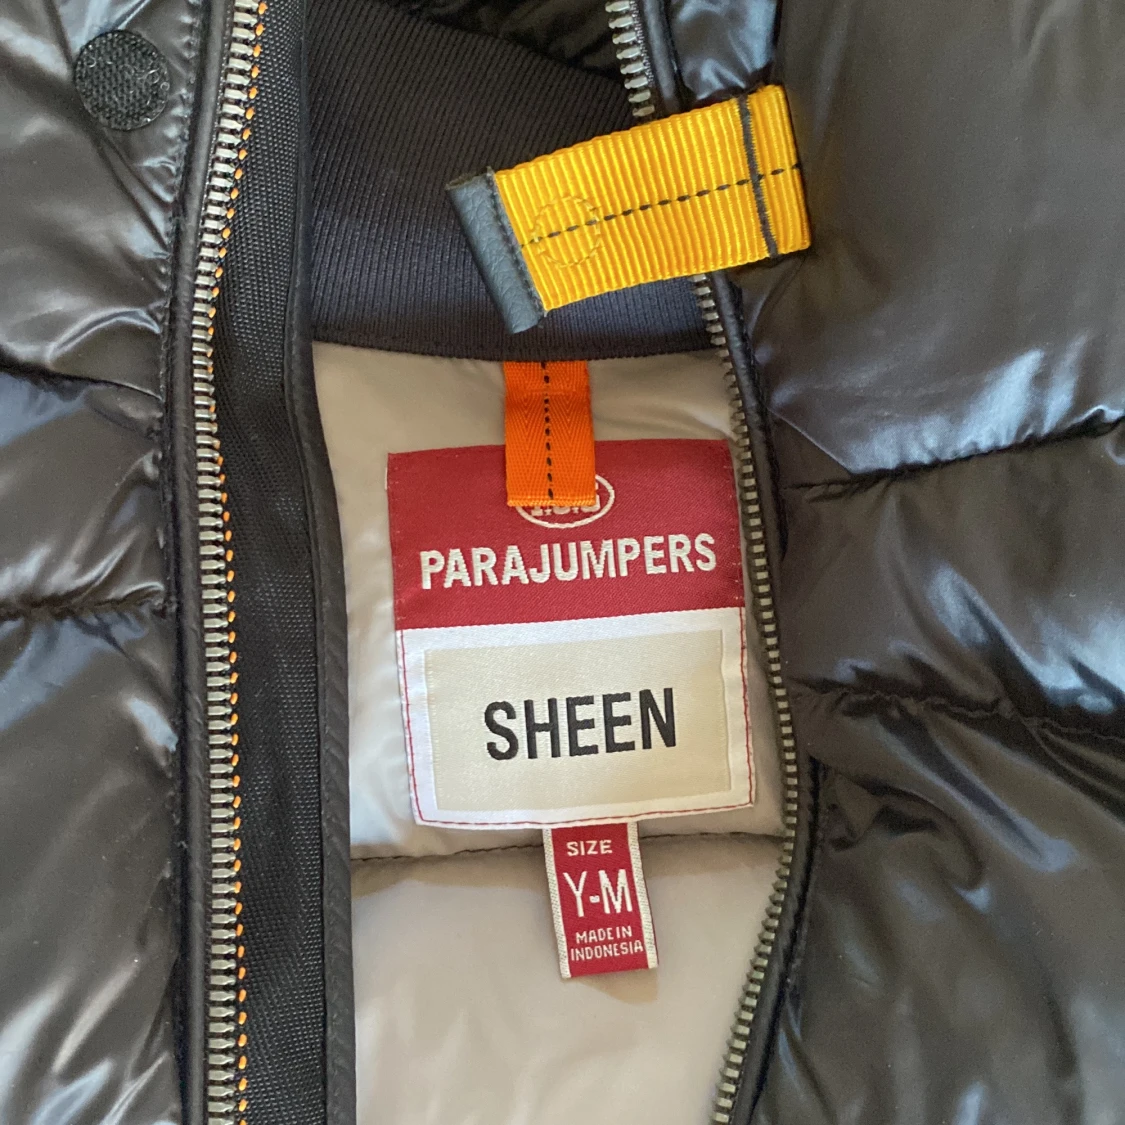 PARAJUMPERS
SHEEN
SIZE
Y-M
MADE IN
INDONESIA